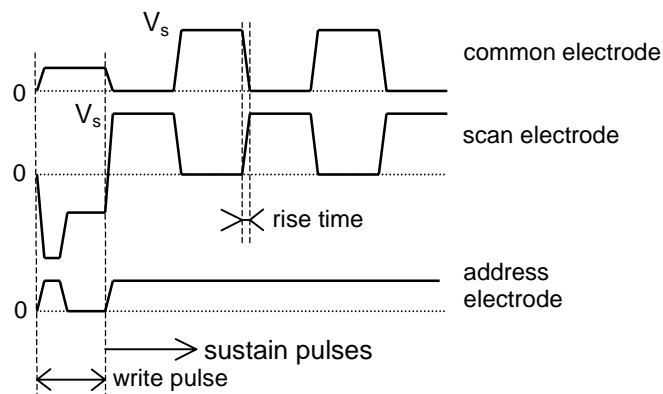 Vs
common electrode
0
Vs
scan electrode
0
rise time
address
electrode
0
sustain pulses
write pulse